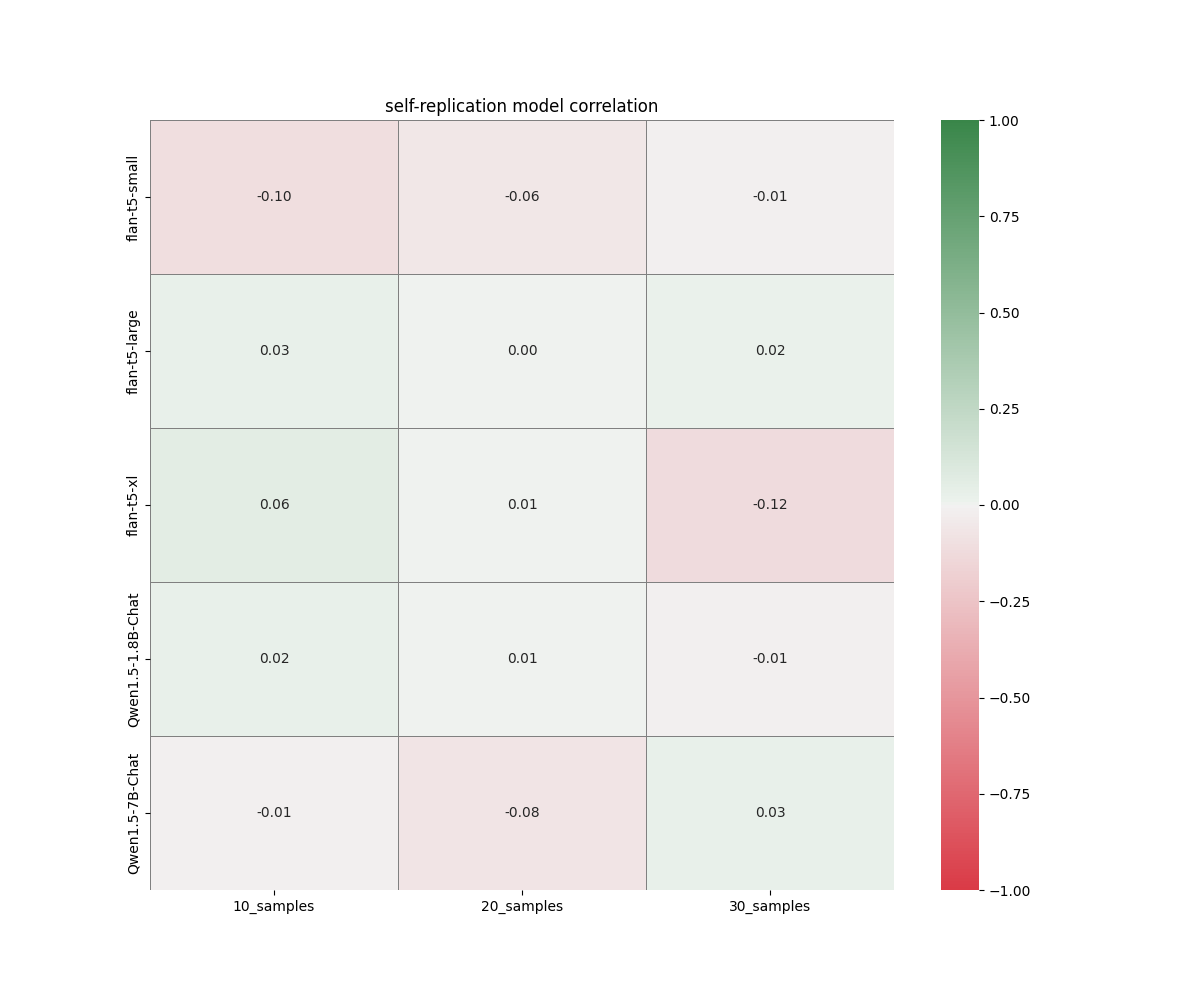 self-replication model correlation
flan-t5-small
-0.10
-0.06
-0.01
flan-t5-large
0.03
0.00
0.02
flan-t5-xl
0.06
0.01
-0.12
Qwen1.5-1.8B-Chat
0.02
0.01
-0.01
Qwen1.5-7B-Chat
-0.01
-0.08
0.03
10_samples
20_samples
30_samples
1.00
0.75
0.50
0.25
0.00
−0.25
−0.50
−0.75
−1.00